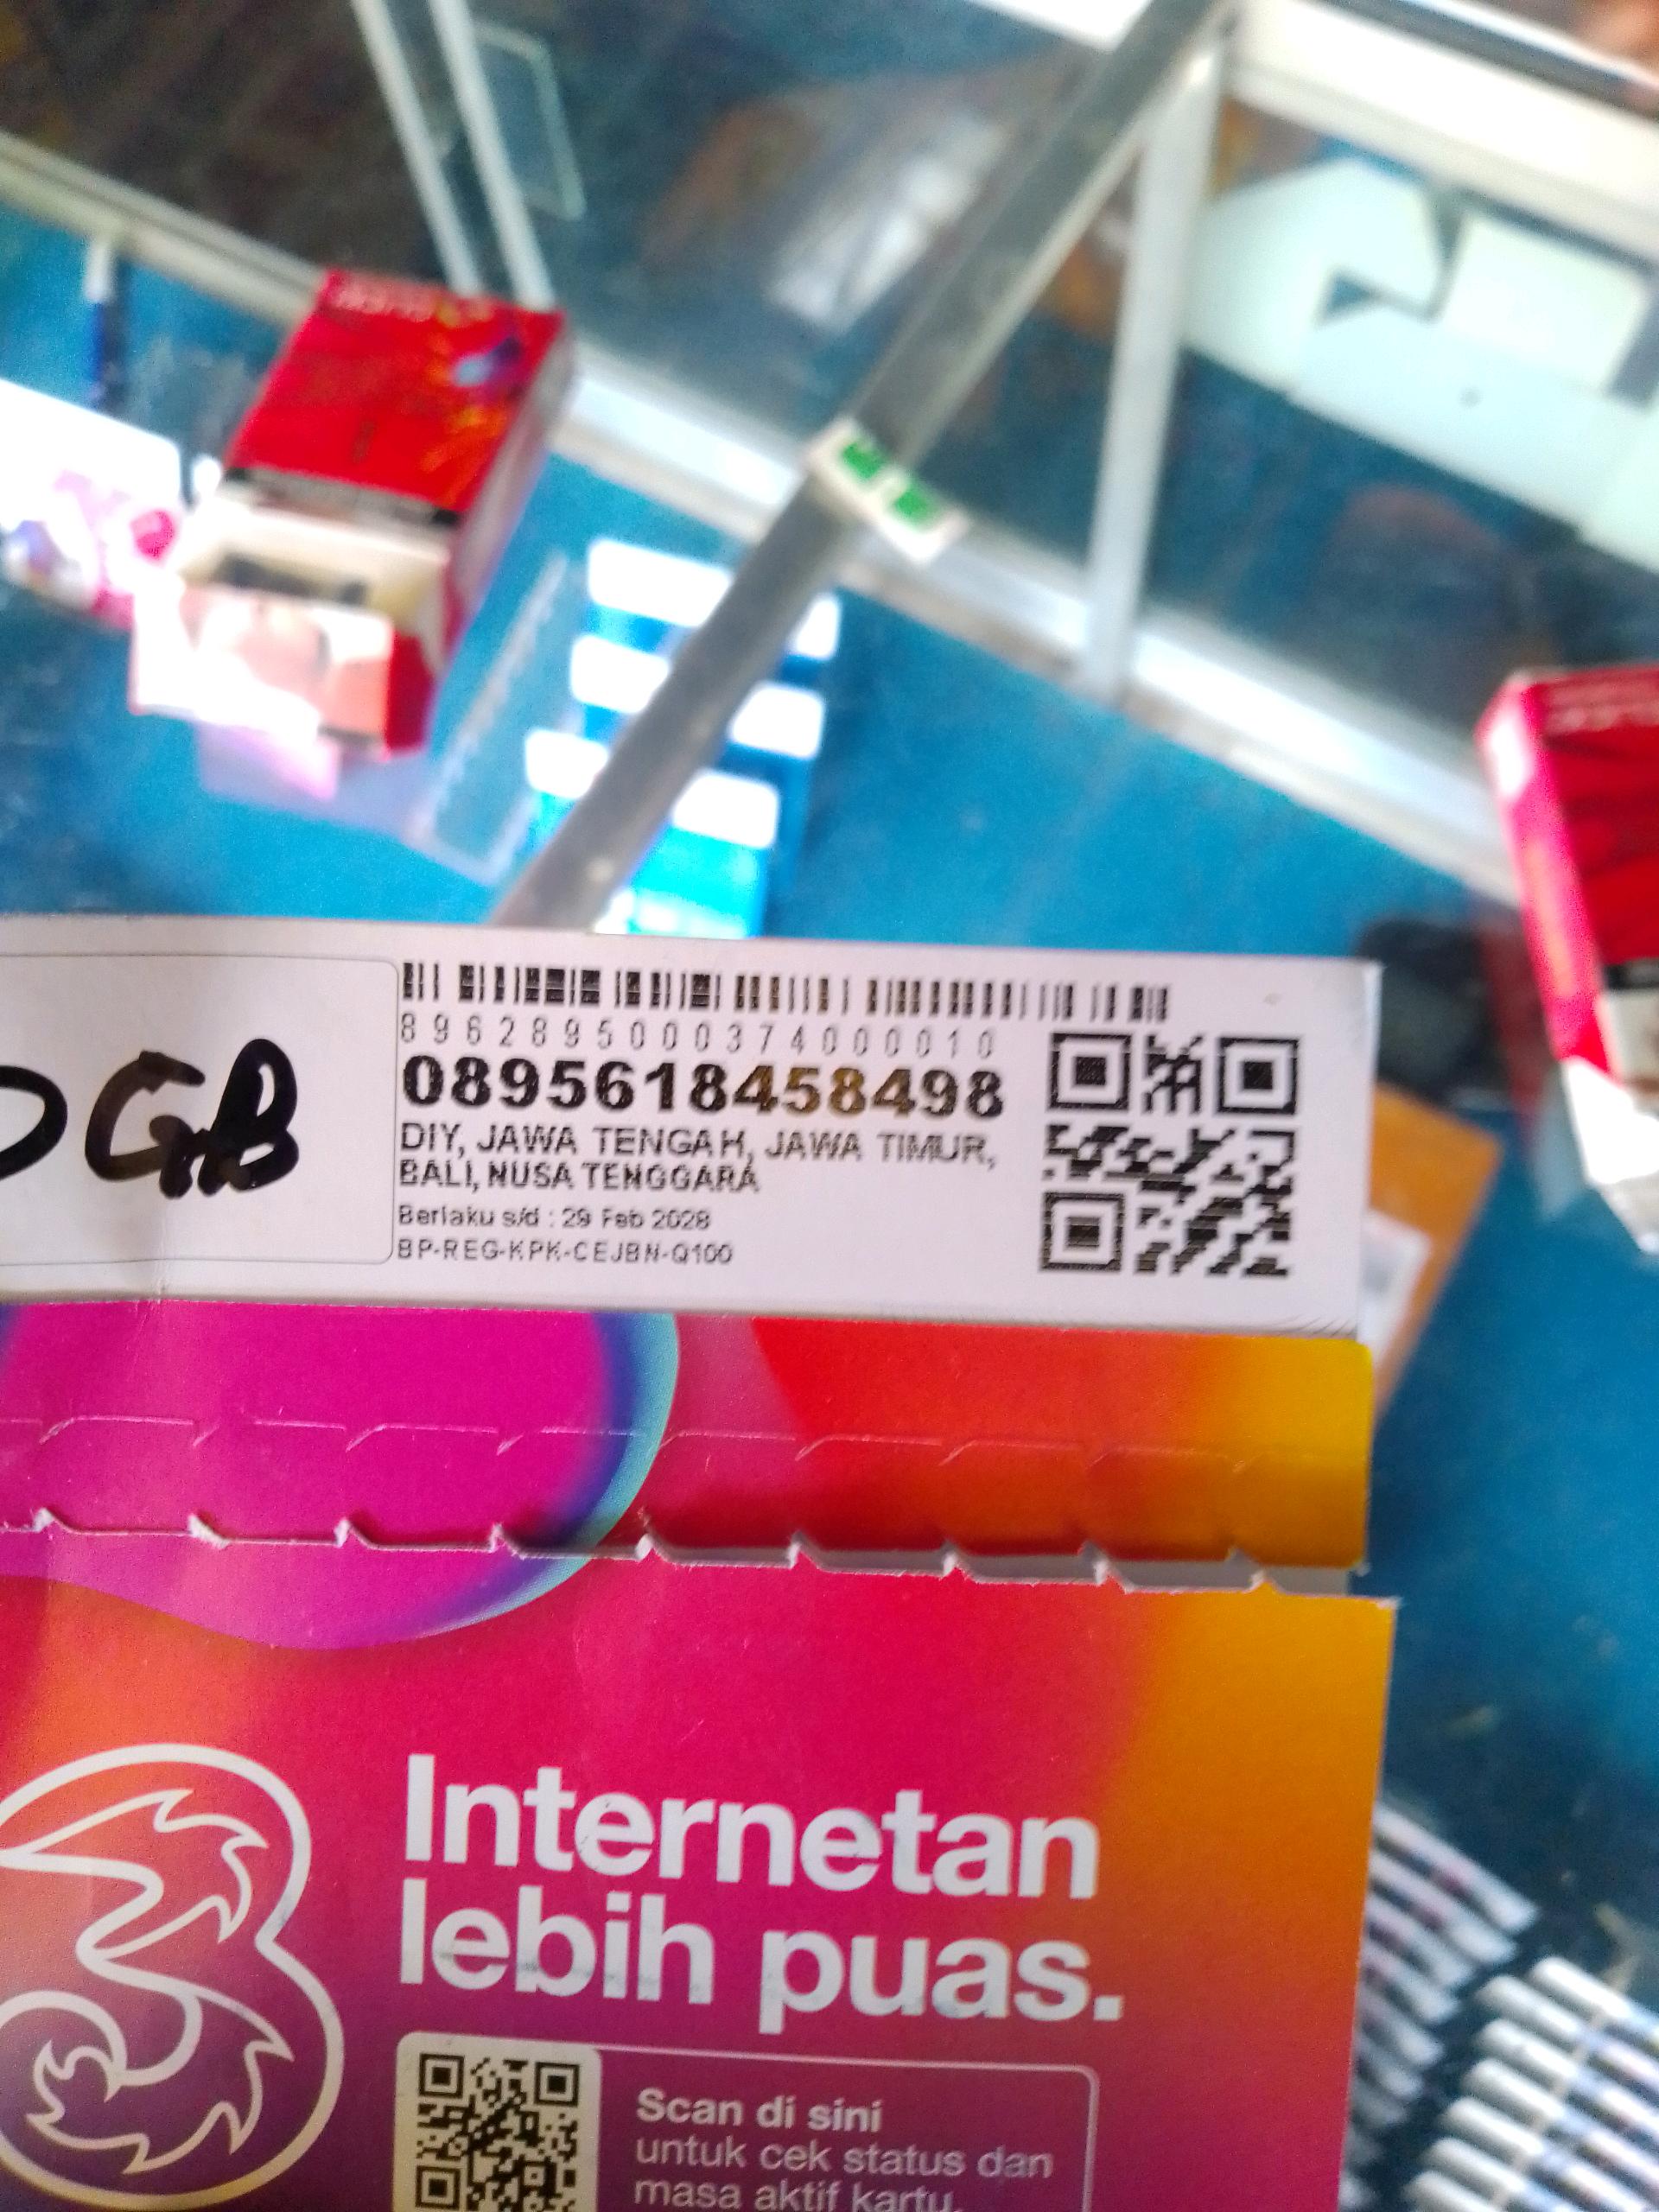 GB
8962895000374000010
0895618458498
DIY, JAWA TENGAH, JAWA TIMUR,
BALI, NUSA TENGGARA
Berlaku s/d : 29 Feb 2028
BP-REG-KPK-CEJBN-Q100
3
Internetan
lebih puas.
Scan di sini
untuk cek status dan
masa aktif kartu.